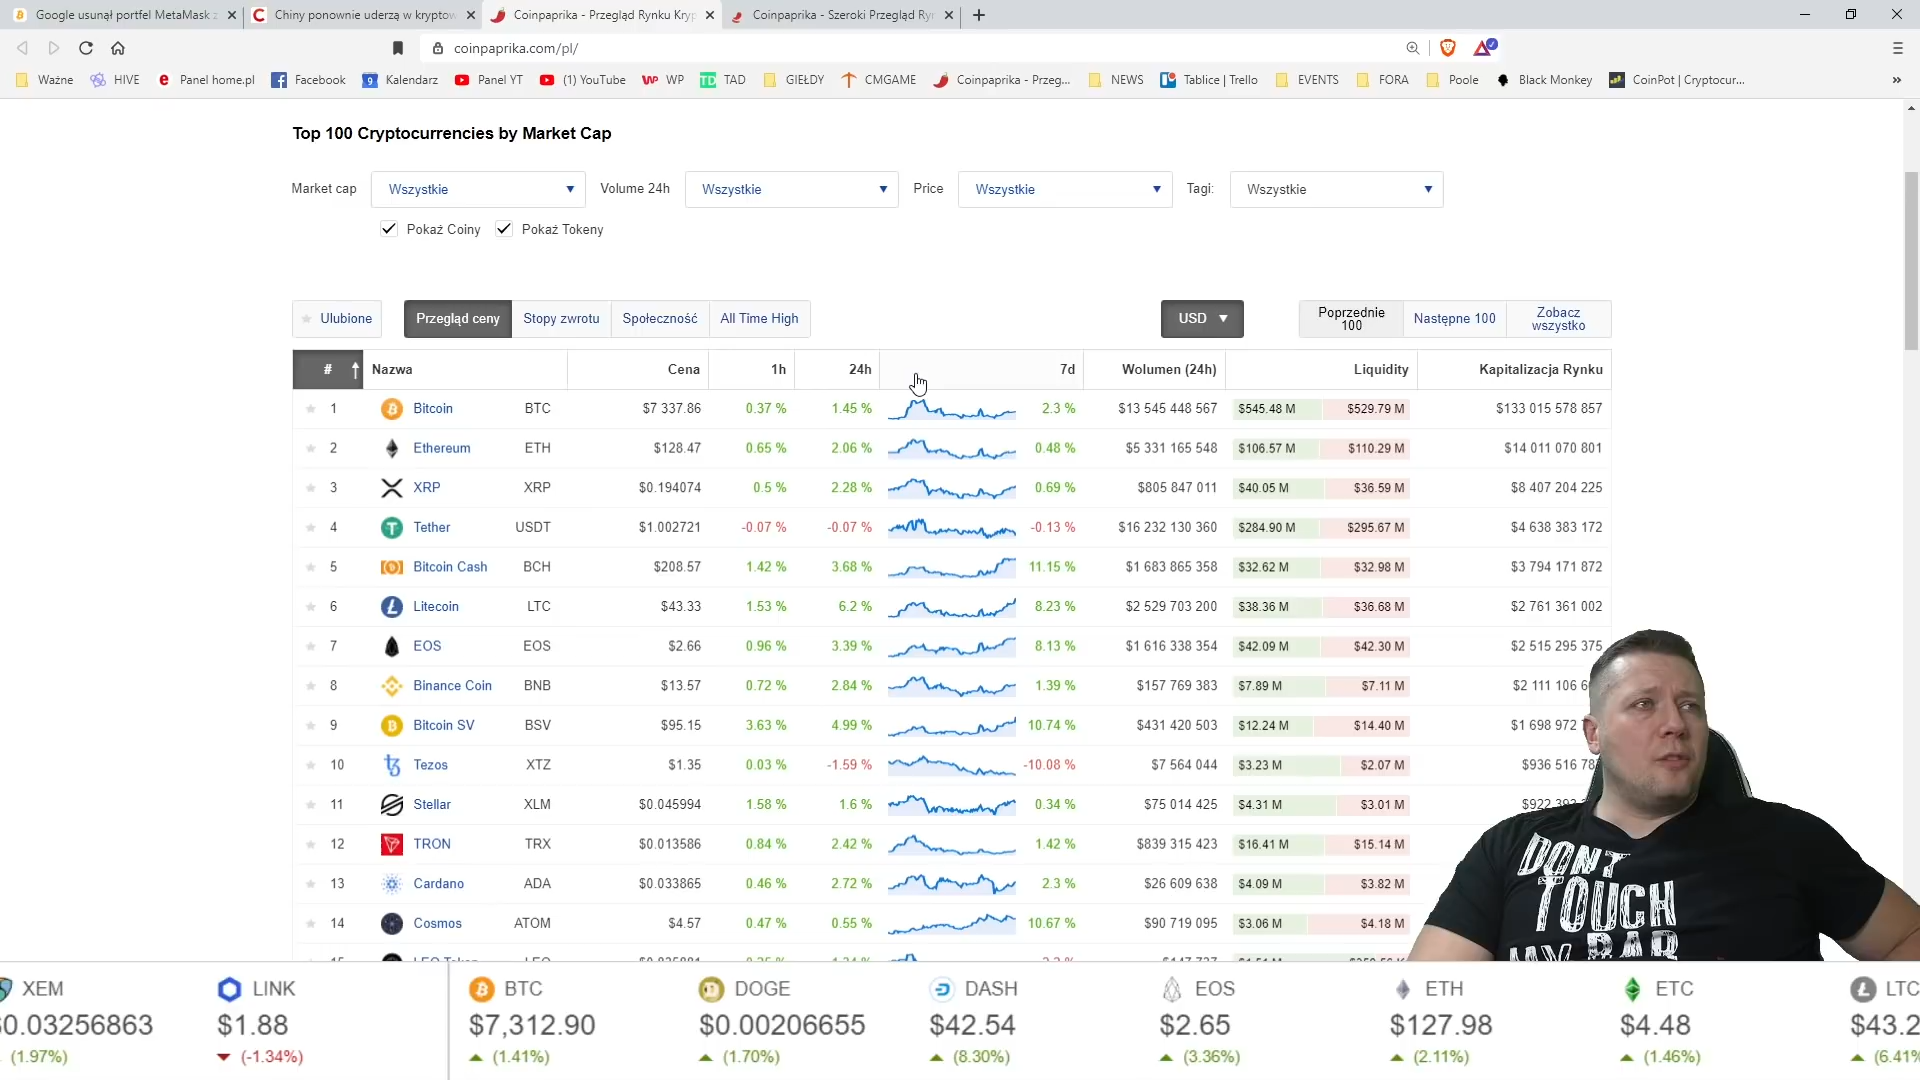 Google usunął portfel MetaMask z
Chiny ponownie uderzą w kryptow
Coinpaprika - Przegląd Rynku Kryp
Coinpaprika - Szeroki Przegląd Ryn
coinpaprika.com/pl/
Ważne
HIVE
Panel home.pl
Facebook
Kalendarz
Panel YT
(1) YouTube
WP
TAD
GIEŁDY
CMGAME
Coinpaprika - Przeg...
NEWS
Tablice | Trello
EVENTS
FORA
Poole
Black Monkey
CoinPot | Cryptocur...
Top 100 Cryptocurrencies by Market Cap
Market cap Wszystkie Volume 24h Wszystkie Price Wszystkie Tagi: Wszystkie
Pokaż Coiny Pokaż Tokeny
Ulubione Przegląd ceny Stopy zwrotu Społeczność All Time High USD Poprzednie 100 Następne 100 Zobacz wszystko
# Nazwa Cena 1h 24h 7d Wolumen (24h) Liquidity Kapitalizacja Rynku
1 Bitcoin BTC $7 337.86 0.37 % 1.45 % 2.3 % $13 545 448 567 $545.48 M $529.79 M $133 015 578 857
2 Ethereum ETH $128.47 0.65 % 2.06 % 0.48 % $5 331 165 548 $106.57 M $110.29 M $14 011 070 801
3 XRP XRP $0.194074 0.5 % 2.28 % 0.69 % $805 847 011 $40.05 M $36.59 M $8 407 204 225
4 Tether USDT $1.002721 -0.07 % -0.07 % -0.13 % $16 232 130 360 $284.90 M $295.67 M $4 638 383 172
5 Bitcoin Cash BCH $208.57 1.42 % 3.68 % 11.15 % $1 683 865 358 $32.62 M $32.98 M $3 794 171 872
6 Litecoin LTC $43.33 1.53 % 6.2 % 8.23 % $2 529 703 200 $38.36 M $36.68 M $2 761 361 002
7 EOS EOS $2.66 0.96 % 3.39 % 8.13 % $1 616 338 354 $42.09 M $42.30 M $2 515 295 375
8 Binance Coin BNB $13.57 0.72 % 2.84 % 1.39 % $157 769 383 $7.89 M $7.11 M $2 111 106
9 Bitcoin SV BSV $95.15 3.63 % 4.99 % 10.74 % $431 420 503 $12.24 M $14.40 M $1 698 972
10 Tezos XTZ $1.35 0.03 % -1.59 % -10.08 % $7 564 044 $3.23 M $2.07 M $936 516
11 Stellar XLM $0.045994 1.58 % 1.6 % 0.34 % $75 014 425 $4.31 M $3.01 M
12 TRON TRX $0.013586 0.84 % 2.42 % 1.42 % $839 315 423 $16.41 M $15.14 M
13 Cardano ADA $0.033865 0.46 % 2.72 % 2.3 % $26 609 638 $4.09 M $3.82 M
14 Cosmos ATOM $4.57 0.47 % 0.55 % 10.67 % $90 719 095 $3.06 M $4.18 M
DONT
TOUCH
MY BAR
XEM LINK BTC DOGE DASH EOS ETH ETC LTC
0.03256863 $1.88 $7,312.90 $0.00206655 $42.54 $2.65 $127.98 $4.48 $43.2
(1.97%) (-1.34%) (1.41%) (1.70%) (8.30%) (3.36%) (2.11%) (1.46%) (6.41%